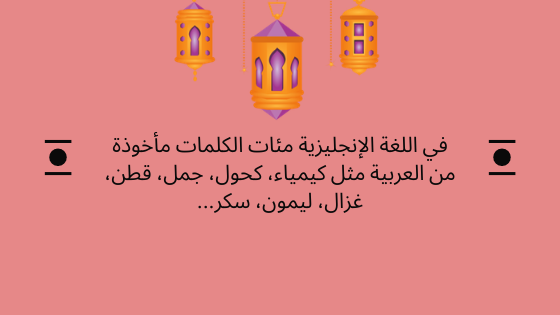 في اللغة الإنجليزية مئات الكلمات مأخوذة
من العربية مثل كيمياء، كحول، جمل، قطن،
غزال، ليمون، سكر...